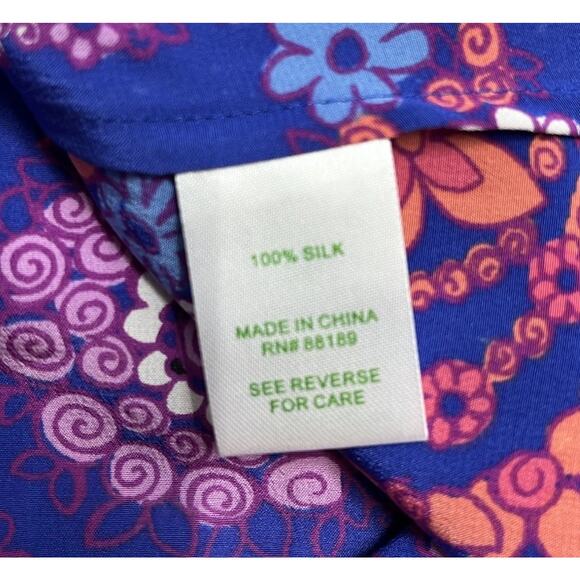 100% SILK
MADE IN CHINA
RN# 88189
SEE REVERSE
FOR CARE